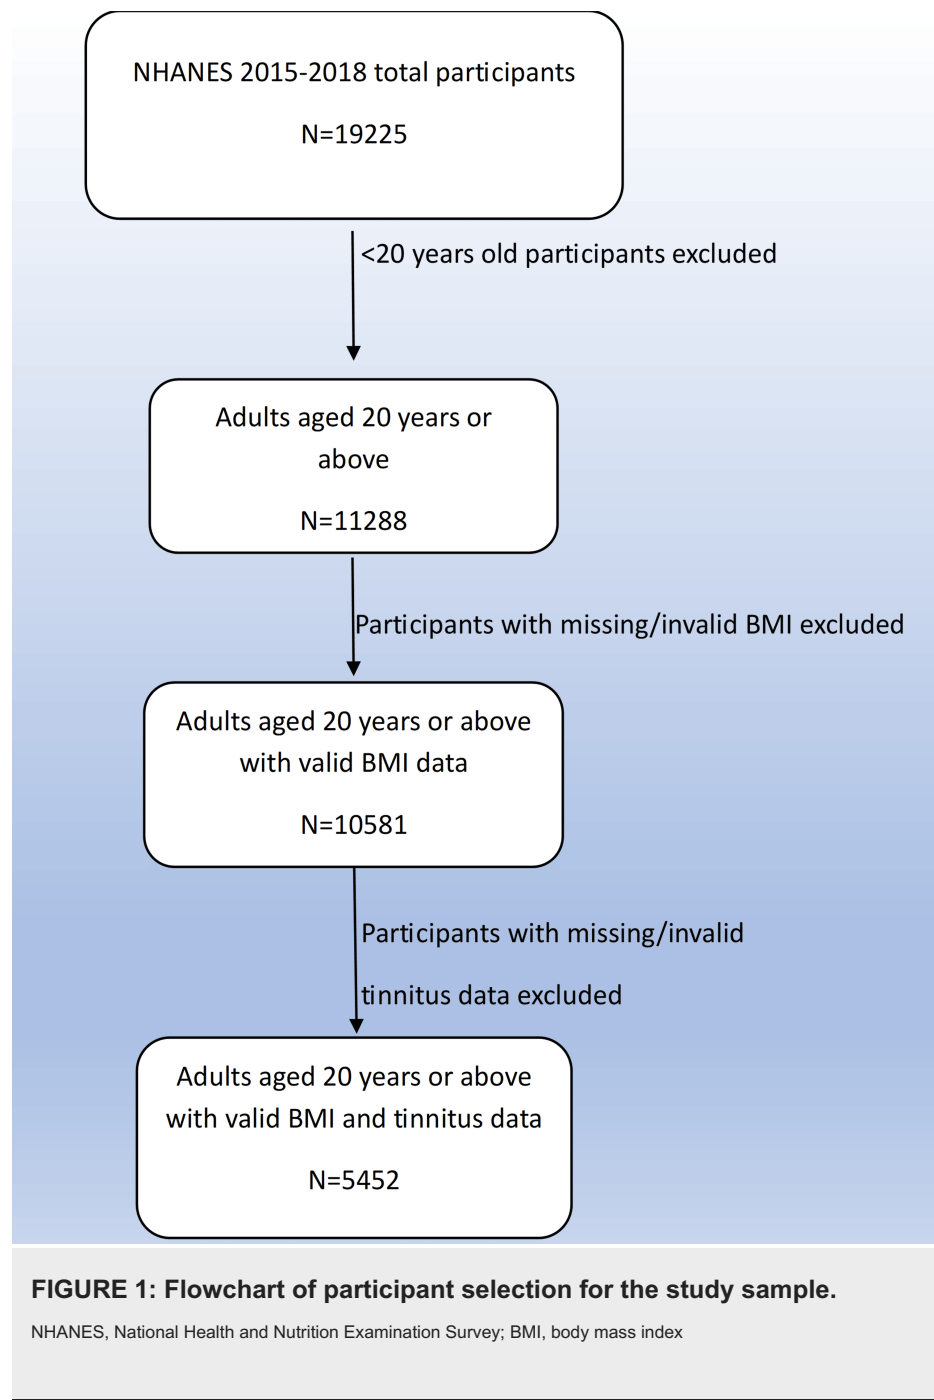 NHANES 2015-2018 total participants
N=19225
<20 years old participants excluded
Adults aged 20 years or
above
N=11288
Participants with missing/invalid BMI excluded
Adults aged 20 years or above
with valid BMI data
N=10581
Participants with missing/invalid
tinnitus data excluded
Adults aged 20 years or above
with valid BMI and tinnitus data
N=5452
FIGURE 1: Flowchart of participant selection for the study sample.
NHANES, National Health and Nutrition Examination Survey; BMI, body mass index